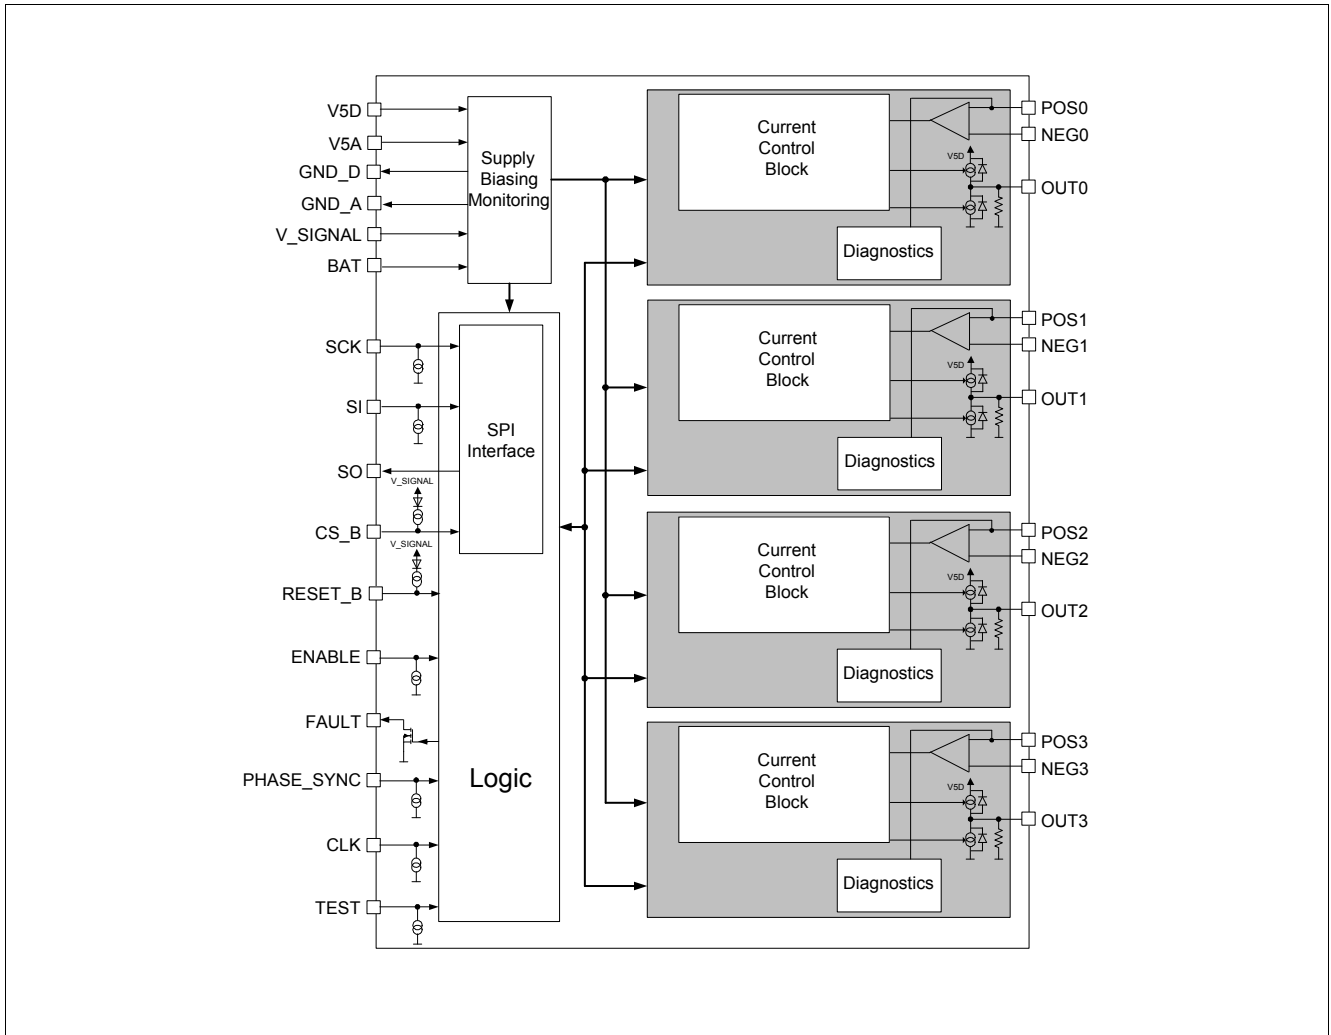 V5D
V5A
GND_D
GND_A
V_SIGNAL
BAT
Supply
Biasing
Monitoring
SCK
SI
SO
V_SIGNAL
CS_B
V_SIGNAL
RESET_B
ENABLE
FAULT
PHASE_SYNC
CLK
TEST
SPI
Interface
Logic
Current
Control
Block
Diagnostics
V5D
POS0
NEG0
OUT0
Current
Control
Block
Diagnostics
V5D
POS1
NEG1
OUT1
Current
Control
Block
Diagnostics
V5D
POS2
NEG2
OUT2
Current
Control
Block
Diagnostics
V5D
POS3
NEG3
OUT3